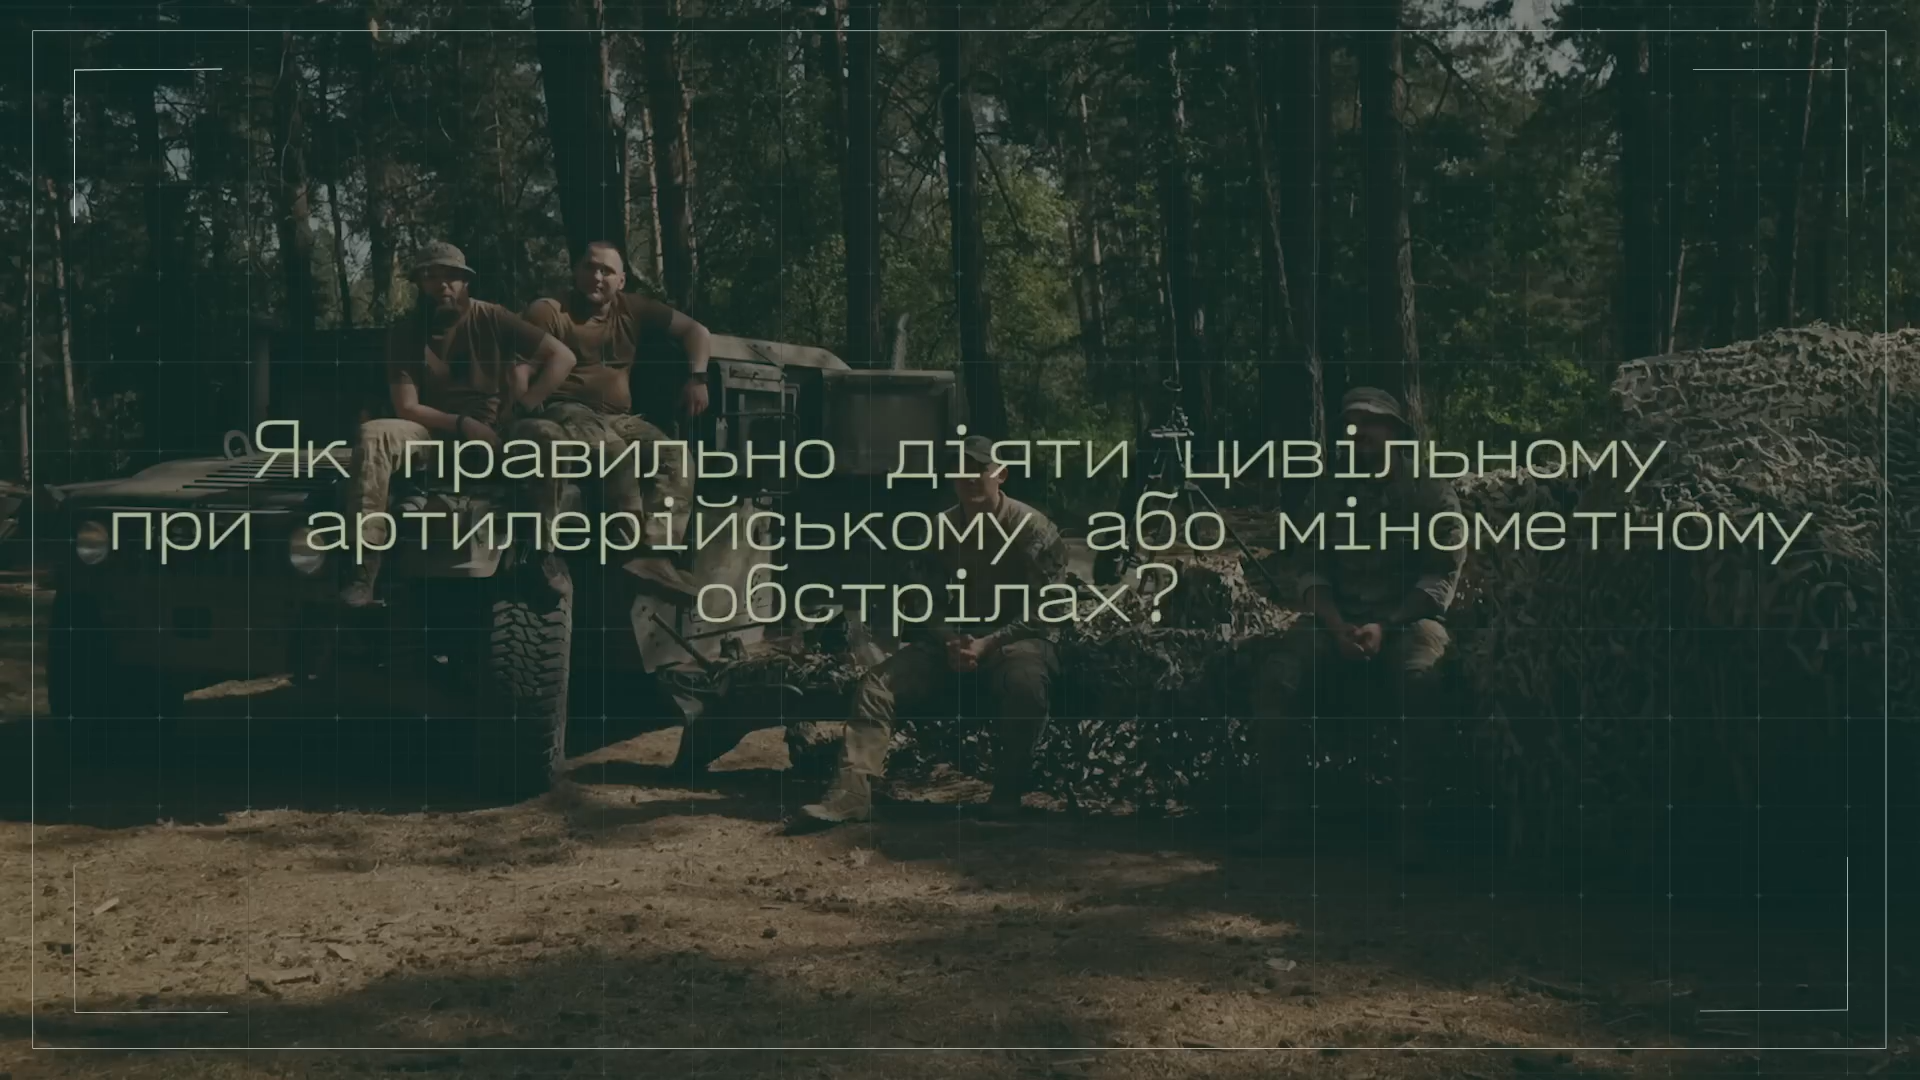 Як правильно діяти цивільному
при артилерійському або мінометному
обстрілах?